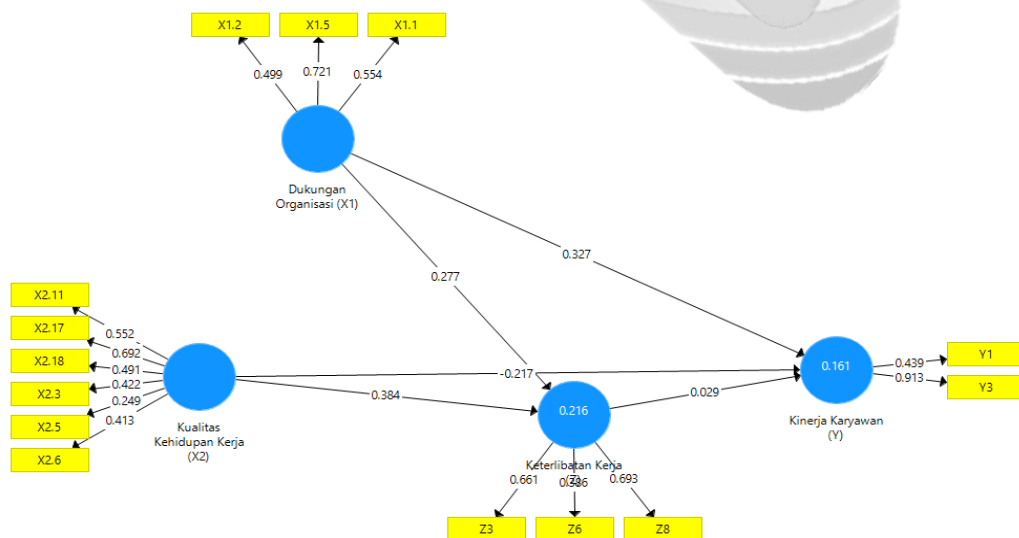 X1.2
X1.5
X1.1
0.499
0.721
0.554
Dukungan
Organisasi (X1)
0.327
0.277
X2.11
X2.17
X2.18
X2.3
X2.5
X2.6
0.552
0.692
0.491
0.422
0.249
0.413
Kualitas
Kehidupan Kerja
(X2)
-0.217
0.384
0.029
0.216
0.161
Kinerja Karyawan
(Y)
0.439
0.913
Y1
Y3
Keterlibatan Kerja
0.661
0.693
Z3
Z6
Z8